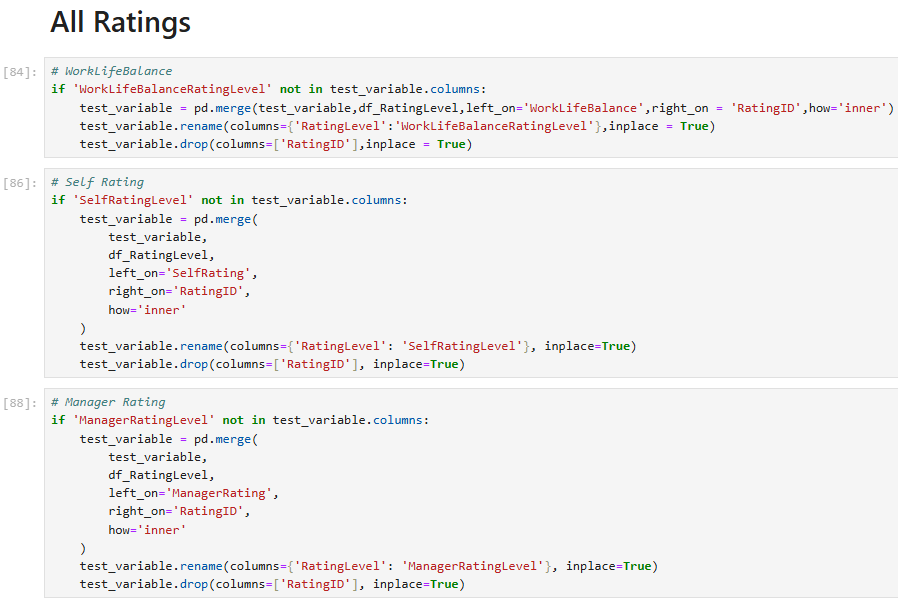 All Ratings
[84]:
# WorkLifeBalance
if 'WorkLifeBalanceRatingLevel' not in test_variable.columns:
    test_variable = pd.merge(test_variable,df_RatingLevel,left_on='WorkLifeBalance',right_on = 'RatingID',how='inner')
    test_variable.rename(columns={'RatingLevel':'WorkLifeBalanceRatingLevel'},inplace = True)
    test_variable.drop(columns=['RatingID'],inplace = True)
[86]:
# Self Rating
if 'SelfRatingLevel' not in test_variable.columns:
    test_variable = pd.merge(
        test_variable,
        df_RatingLevel,
        left_on='SelfRating',
        right_on='RatingID',
        how='inner'
    )
    test_variable.rename(columns={'RatingLevel': 'SelfRatingLevel'}, inplace=True)
    test_variable.drop(columns=['RatingID'], inplace=True)
[88]:
# Manager Rating
if 'ManagerRatingLevel' not in test_variable.columns:
    test_variable = pd.merge(
        test_variable,
        df_RatingLevel,
        left_on='ManagerRating',
        right_on='RatingID',
        how='inner'
    )
    test_variable.rename(columns={'RatingLevel': 'ManagerRatingLevel'}, inplace=True)
    test_variable.drop(columns=['RatingID'], inplace=True)